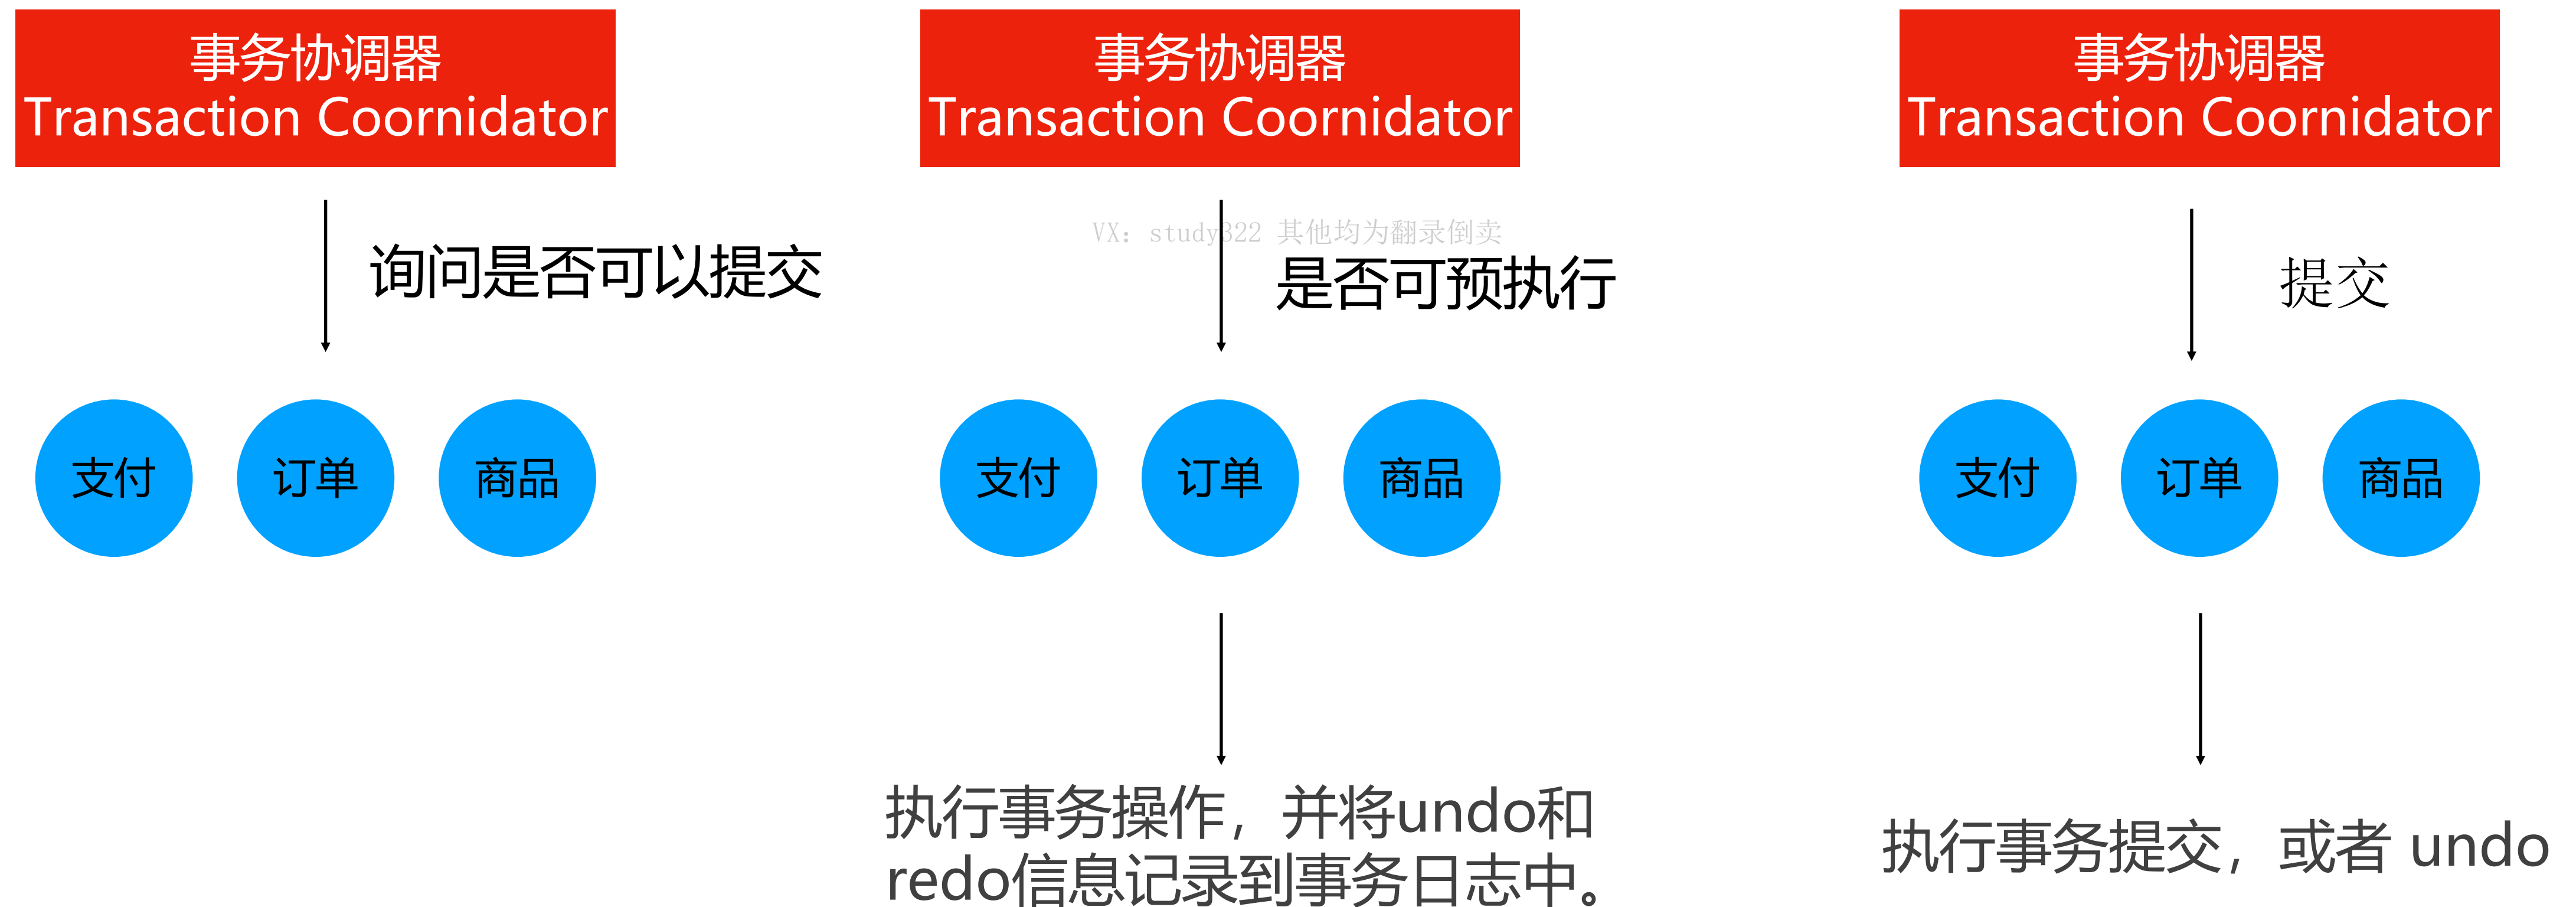 事务协调器
Transaction Coornidator
询问是否可以提交
支付
订单
商品
事务协调器
Transaction Coornidator
VX: study322 其他均为翻录倒卖
是否可预执行
支付
订单
商品
执行事务操作，并将undo和
redo信息记录到事务日志中。
事务协调器
Transaction Coornidator
提交
支付
订单
商品
执行事务提交，或者 undo